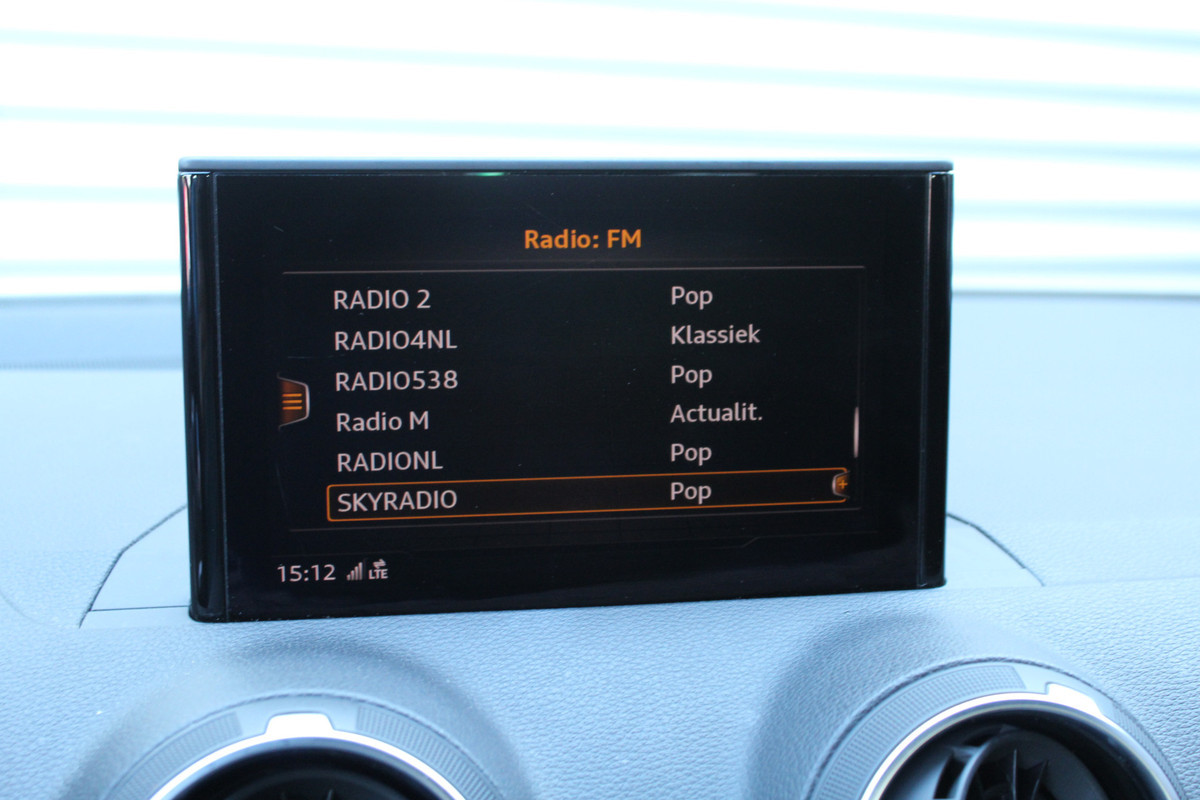 Radio: FM
RADIO 2 Pop
RADIO4NL Klassiek
RADIO538 Pop
Radio M Actualit.
RADIONL Pop
SKYRADIO Pop
15:12 LTE